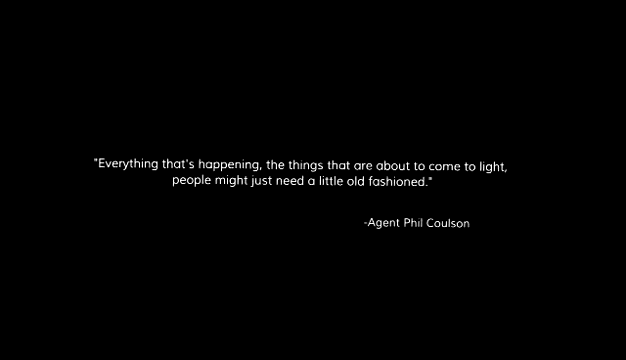 "Everything that's happening, the things that are about to come to light,
people might just need a little old fashioned."
-Agent Phil Coulson